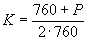 K = (760 + P) / (2·760)